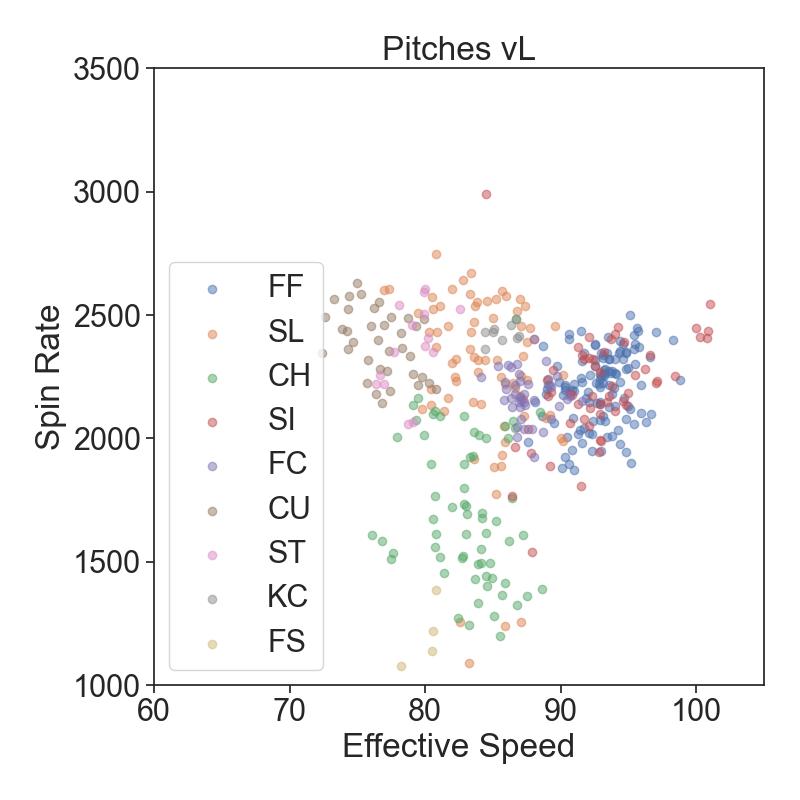 Pitches vL
3500
3000
2500
2000
1500
1000
Spin Rate
FF
SL
CH
SI
FC
CU
ST
KC
FS
60 70 80 90 100
Effective Speed